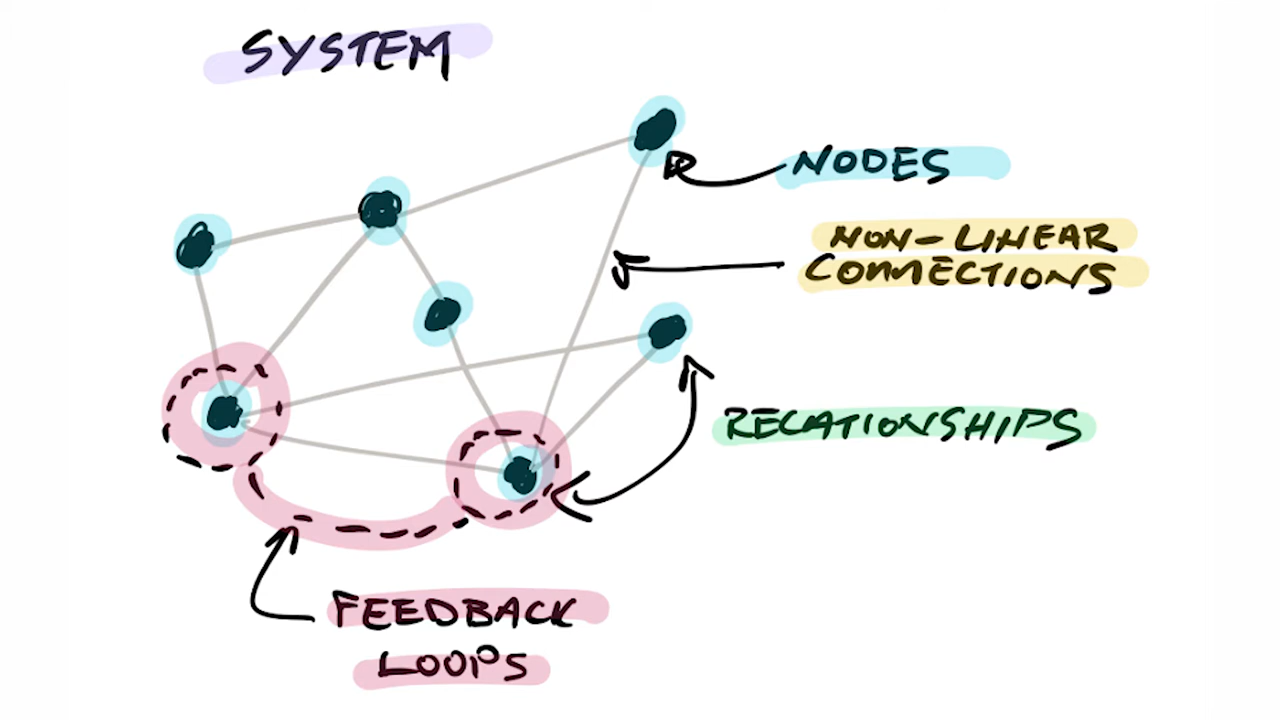 SYSTEM
NODES
NON-LINEAR
CONNECTIONS
RELATIONSHIPS
FEEDBACK
LOOPS